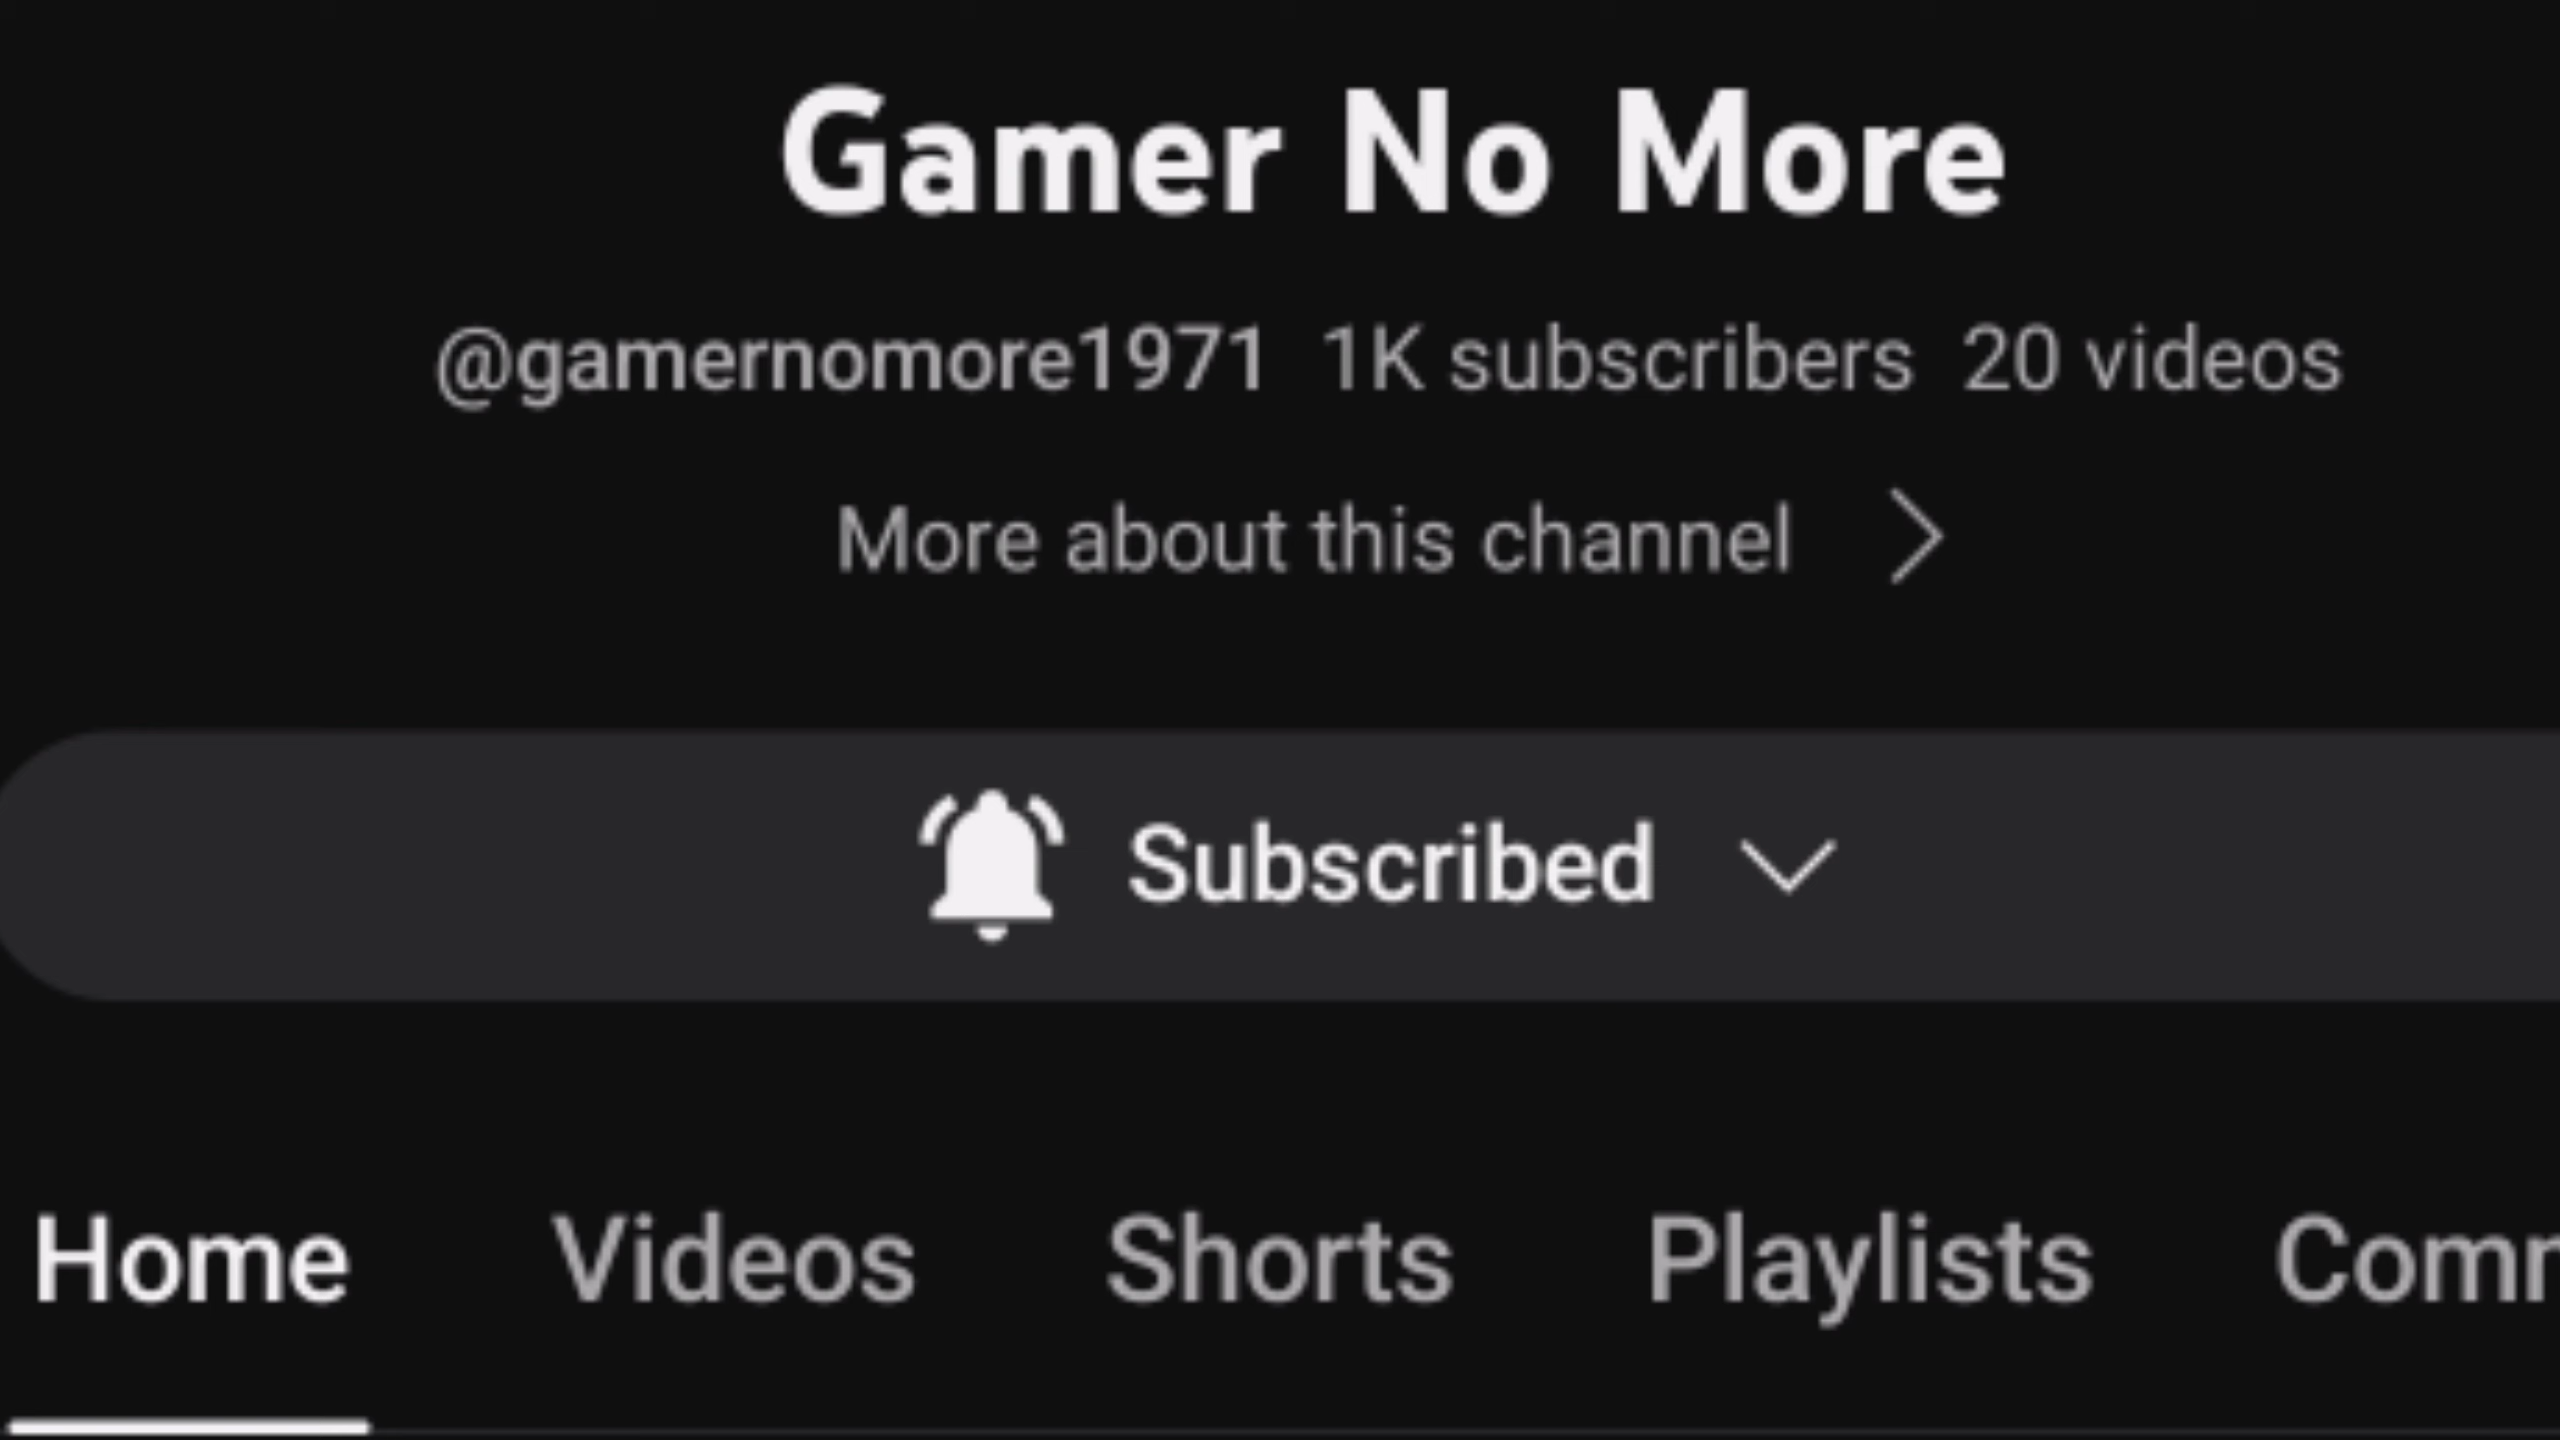 Gamer No More
@gamernomore1971 1K subscribers 20 videos
More about this channel
Subscribed
Home Videos Shorts Playlists